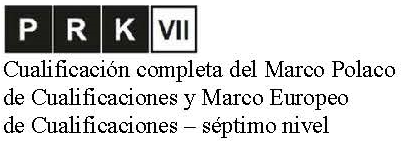 P R K VII
Cualificación completa del Marco Polaco
de Cualificaciones y Marco Europeo
de Cualificaciones – séptimo nivel